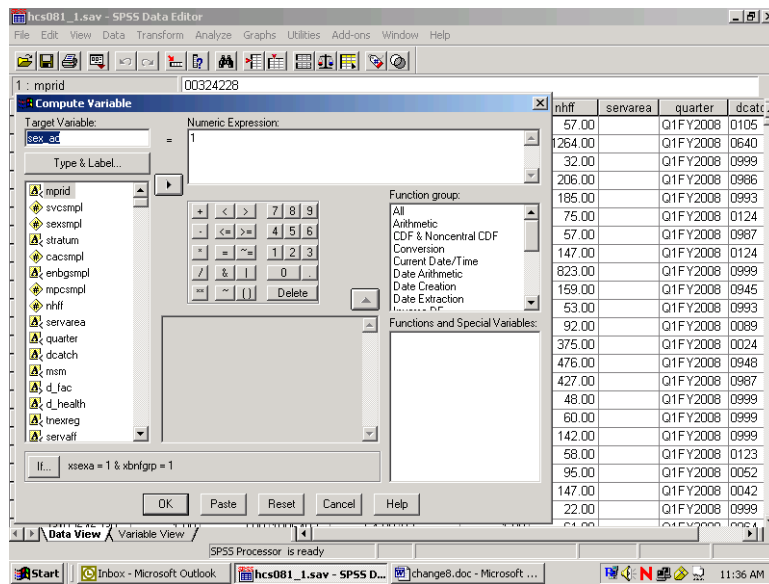 hcs081_1.sav - SPSS Data Editor
File Edit View Data Transform Analyze Graphs Utilities Add-ons Window Help
1 : mprid 00324228
Compute Variable
Target Variable:
sex_ad
=
Numeric Expression:
1
Type & Label...
mprid
svcsmpl
sexsmpl
stratum
cacsmpl
enbgsmpl
mpcsmpl
nhff
servarea
quarter
dcatch
msm
d_fac
d_health
tnexreg
servaff
+ < > 7 8 9
- <= >= 4 5 6
* = ~= 1 2 3
/ & | 0 .
** ~ () Delete
Function group:
All
Arithmetic
CDF & Noncentral CDF
Conversion
Current Date/Time
Date Arithmetic
Date Creation
Date Extraction
Functions and Special Variables:
If... xsexa = 1 & xbnfgrp = 1
OK Paste Reset Cancel Help
nhff servarea quarter dcatc
57.00 Q1FY2008 0105
1264.00 Q1FY2008 0640
32.00 Q1FY2008 0999
206.00 Q1FY2008 0986
185.00 Q1FY2008 0993
75.00 Q1FY2008 0124
57.00 Q1FY2008 0987
147.00 Q1FY2008 0124
823.00 Q1FY2008 0999
159.00 Q1FY2008 0945
53.00 Q1FY2008 0993
92.00 Q1FY2008 0089
375.00 Q1FY2008 0024
476.00 Q1FY2008 0948
427.00 Q1FY2008 0987
48.00 Q1FY2008 0999
60.00 Q1FY2008 0999
142.00 Q1FY2008 0999
58.00 Q1FY2008 0123
95.00 Q1FY2008 0052
147.00 Q1FY2008 0042
22.00 Q1FY2008 0999
Data View Variable View
SPSS Processor is ready
Start Inbox - Microsoft Outlook hcs081_1.sav - SPSS D... change8.doc - Microsoft ... 11:36 AM